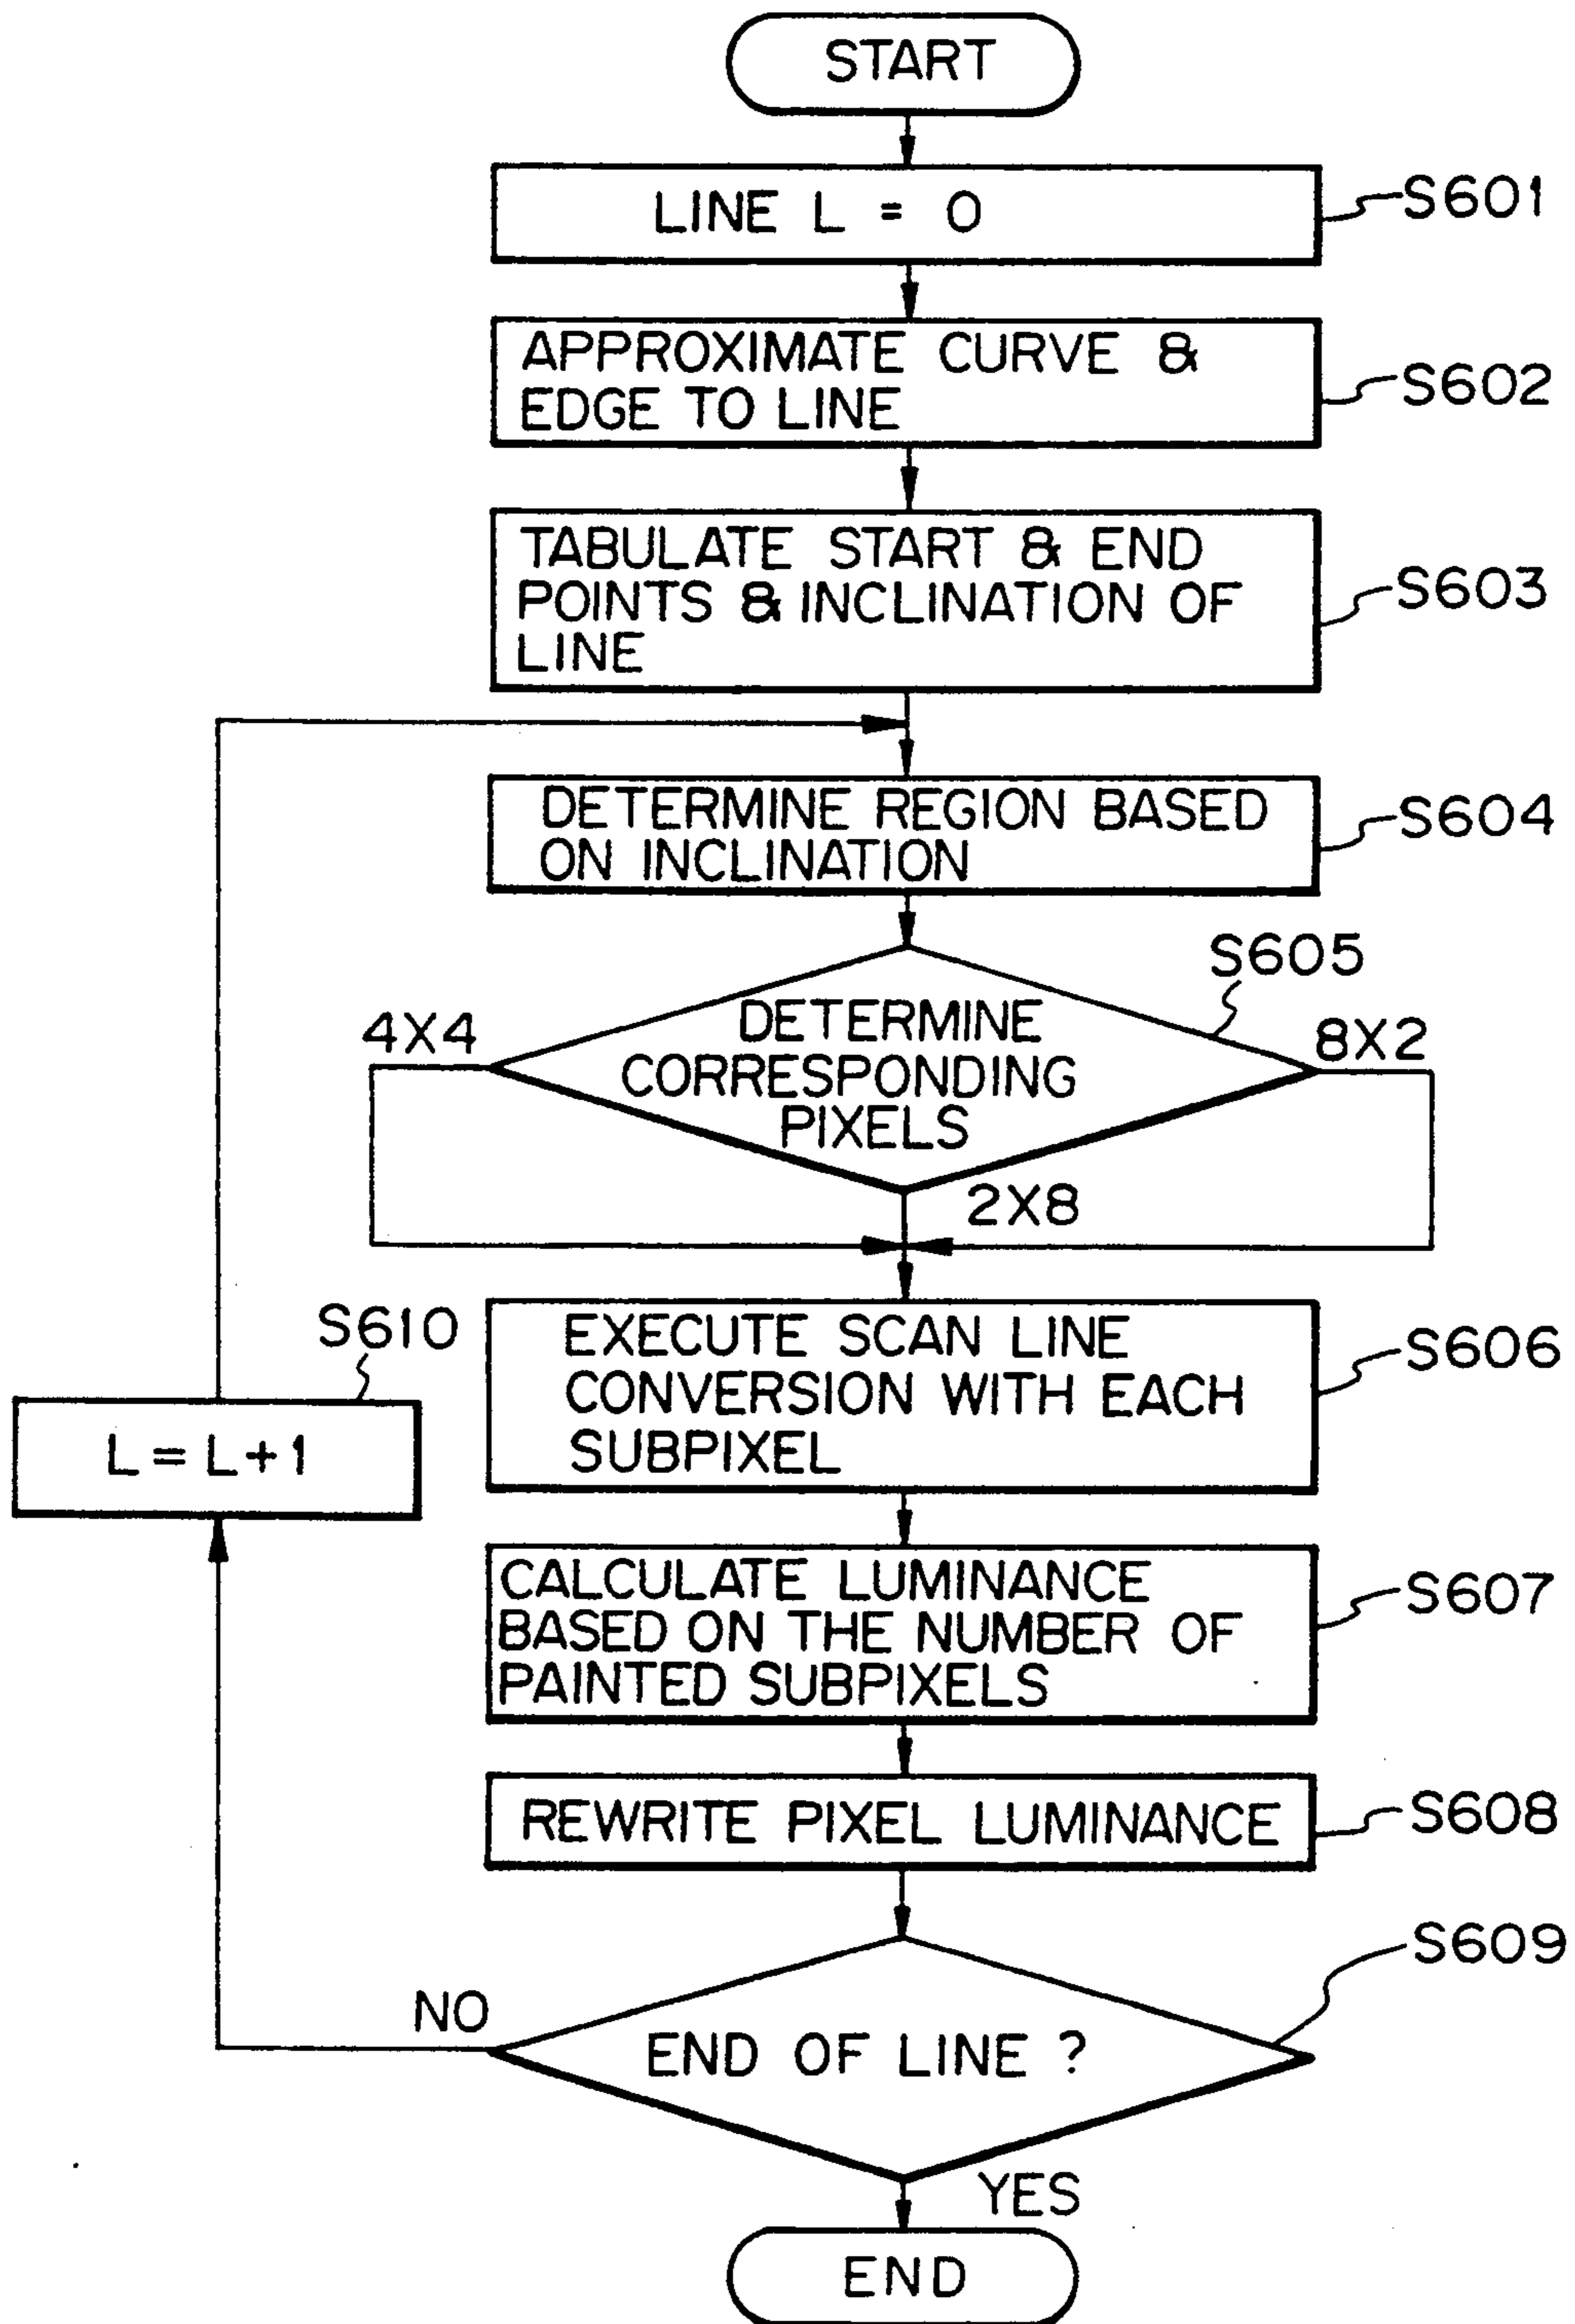 START
LINE L = 0
S601
APPROXIMATE CURVE &
EDGE TO LINE
S602
TABULATE START & END
POINTS & INCLINATION OF
LINE
S603
DETERMINE REGION BASED
ON INCLINATION
S604
S605
4X4
DETERMINE
CORRESPONDING
PIXELS
8X2
2X8
S610
L = L + 1
EXECUTE SCAN LINE
CONVERSION WITH EACH
SUBPIXEL
S606
CALCULATE LUMINANCE
BASED ON THE NUMBER OF
PAINTED SUBPIXELS
S607
REWRITE PIXEL LUMINANCE
S608
S609
NO
END OF LINE ?
YES
END